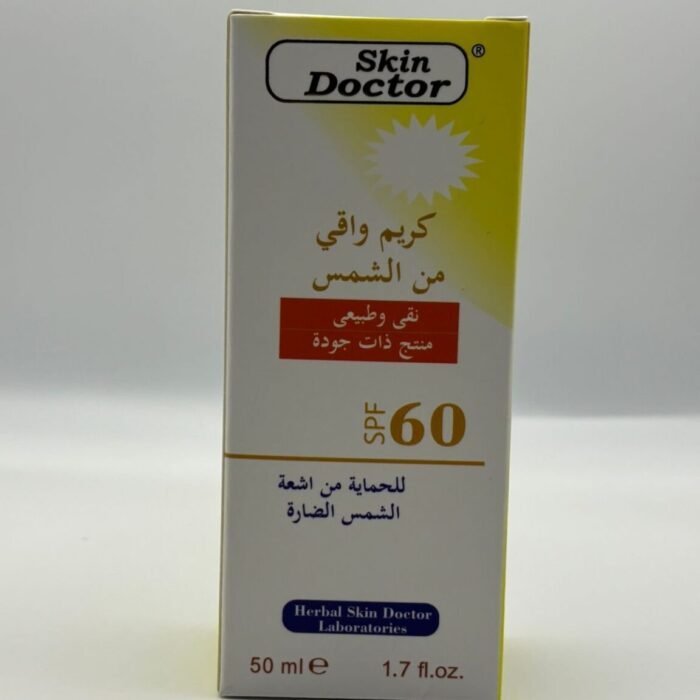 Skin
Doctor ®
كريم واقي
من الشمس
نقى وطبيعى
منتج ذات جودة
SPF 60
للحماية من اشعة
الشمس الضارة
Herbal Skin Doctor
Laboratories
50 ml e 1.7 fl.oz.